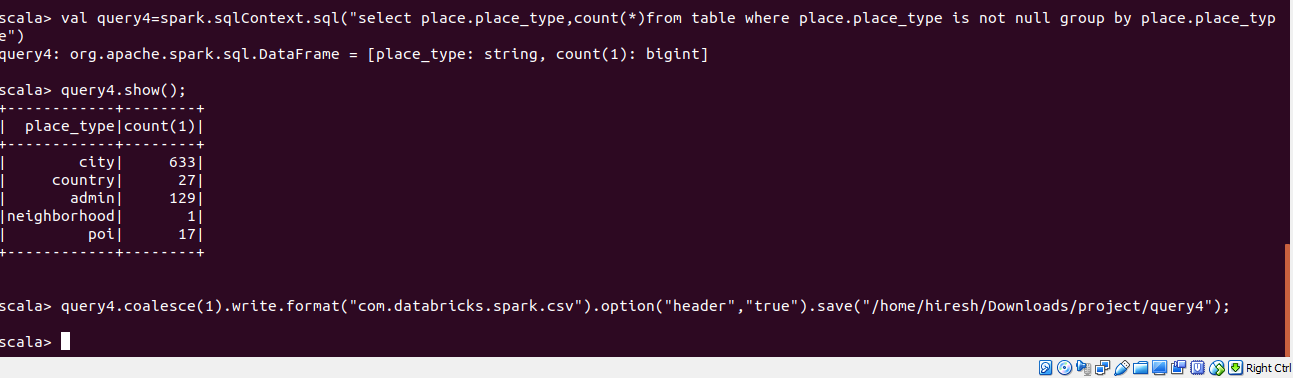 scala> val query4=spark.sqlContext.sql("select place.place_type,count(*)from table where place.place_type is not null group by place.place_typ
e")
query4: org.apache.spark.sql.DataFrame = [place_type: string, count(1): bigint]
scala> query4.show();
+------------+--------+
|  place_type|count(1)|
+------------+--------+
|        city|     633|
|     country|      27|
|       admin|     129|
|neighborhood|       1|
|         poi|      17|
+------------+--------+
scala> query4.coalesce(1).write.format("com.databricks.spark.csv").option("header","true").save("/home/hiresh/Downloads/project/query4");
scala>
Right Ctrl